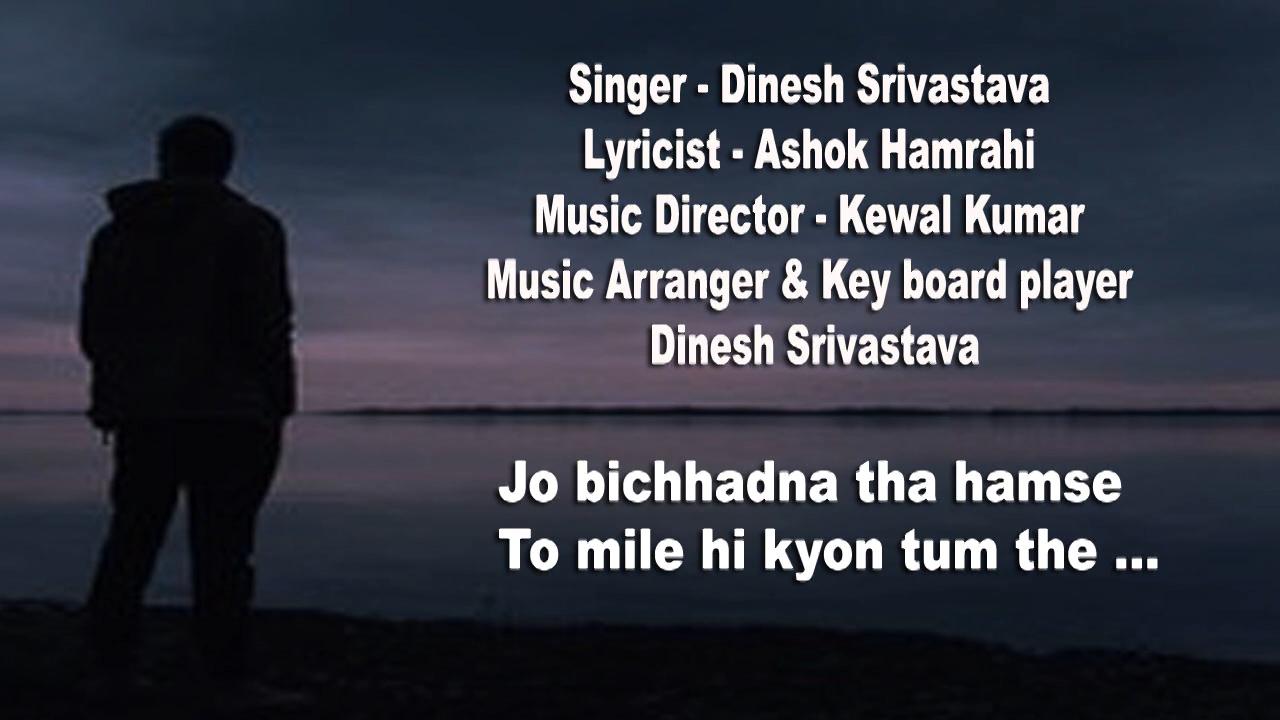 Singer - Dinesh Srivastava
Lyricist - Ashok Hamrahi
Music Director - Kewal Kumar
Music Arranger & Key board player
Dinesh Srivastava
Jo bichhadna tha hamse
To mile hi kyon tum the ...